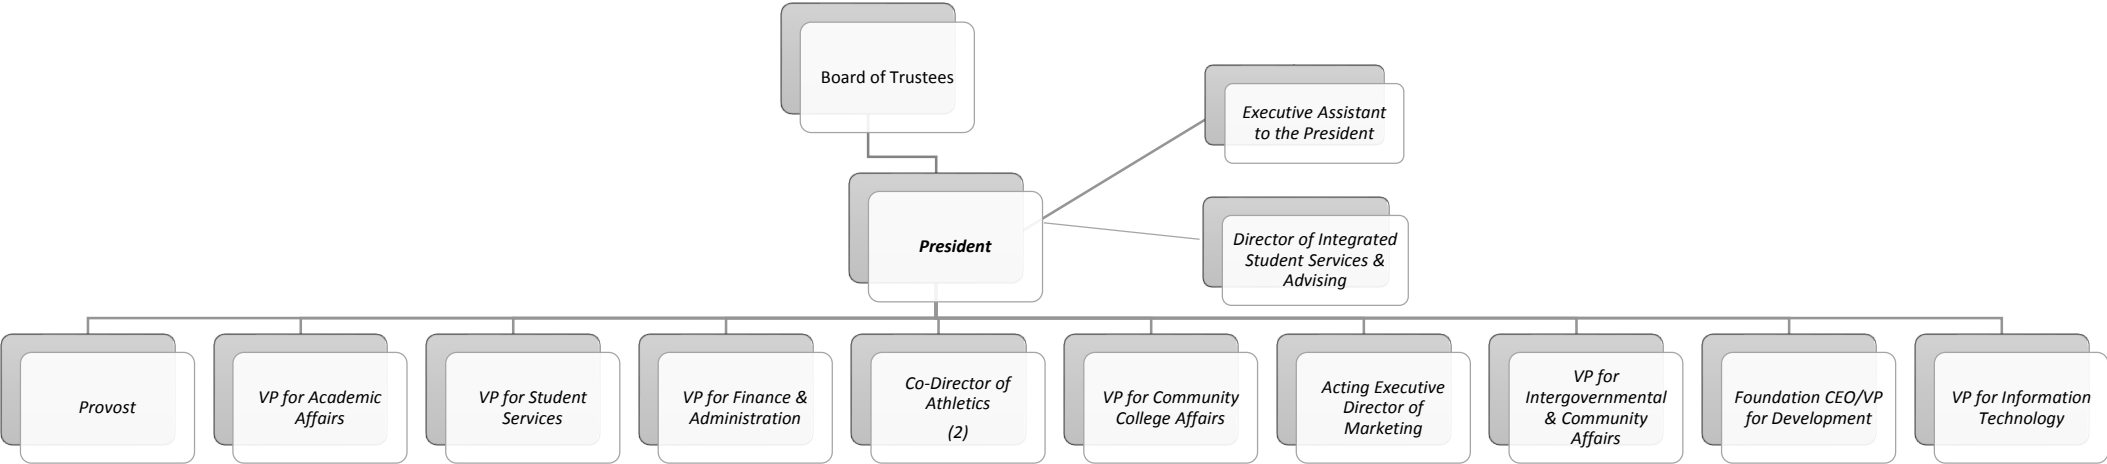 Board of Trustees
Executive Assistant
to the President
President
Director of Integrated
Student Services &
Advising
Provost
VP for Academic
Affairs
VP for Student
Services
VP for Finance &
Administration
Co-Director of
Athletics
(2)
VP for Community
College Affairs
Acting Executive
Director of
Marketing
VP for
Intergovernmental
& Community
Affairs
Foundation CEO/VP
for Development
VP for Information
Technology